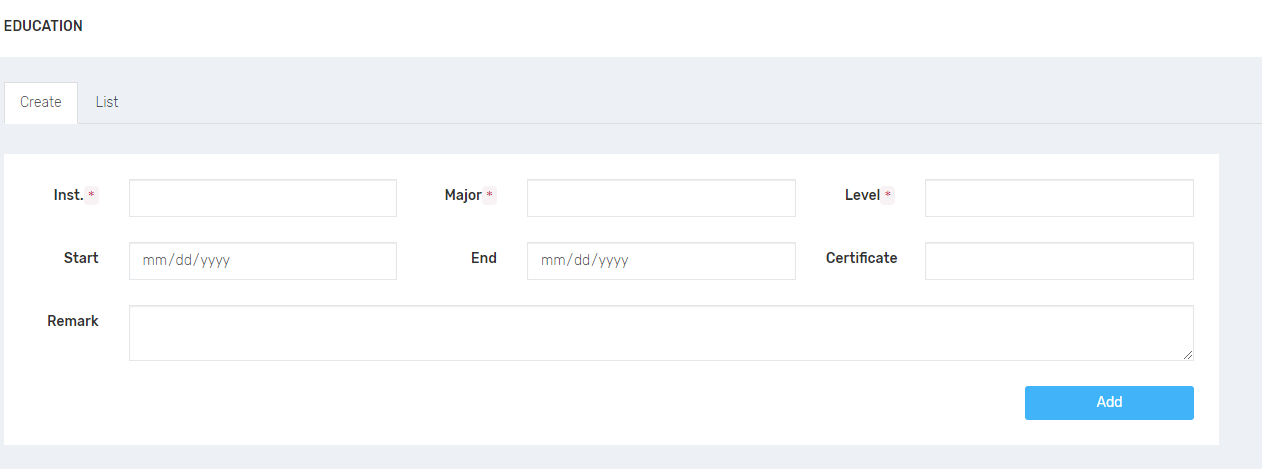 EDUCATION
Create List
Inst. * Major * Level *
Start mm/dd/yyyy End mm/dd/yyyy Certificate
Remark
Add